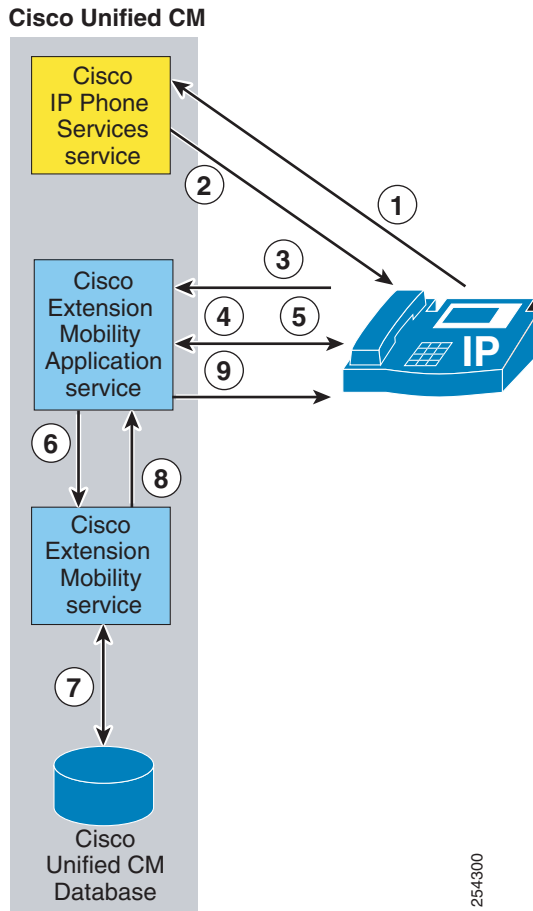 Cisco Unified CM
Cisco
IP Phone
Services
service
2
1
3
Cisco
Extension
Mobility
Application
service
4
5
IP
9
6
8
Cisco
Extension
Mobility
service
7
Cisco
Unified CM
Database
254300